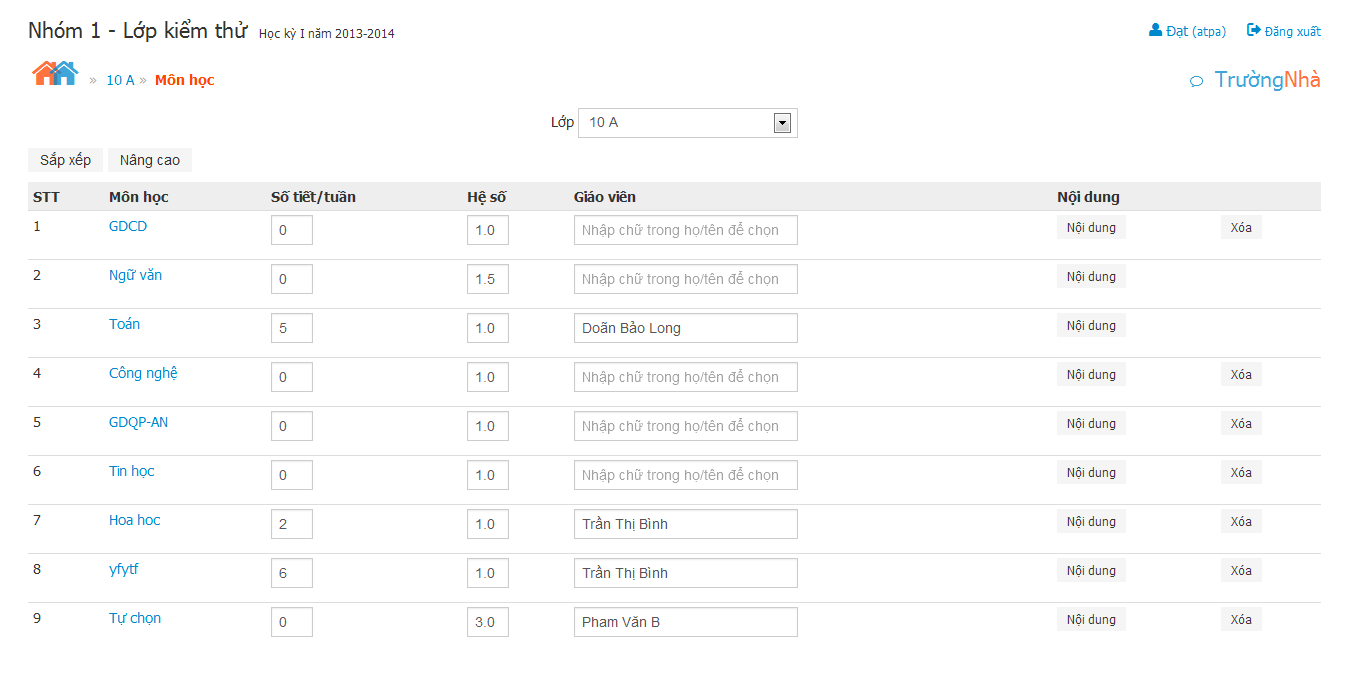 Nhóm 1 - Lớp kiểm thử Học kỳ I năm 2013-2014 Đạt (atpa) Đăng xuất
» 10 A » Môn học TrườngNhà
Lớp 10 A
Sắp xếp Nâng cao
STT Môn học Số tiết/tuần Hệ số Giáo viên Nội dung
1 GDCD 0 1.0 Nhập chữ trong họ/tên để chọn Nội dung Xóa
2 Ngữ văn 0 1.5 Nhập chữ trong họ/tên để chọn Nội dung
3 Toán 5 1.0 Doãn Bảo Long Nội dung
4 Công nghệ 0 1.0 Nhập chữ trong họ/tên để chọn Nội dung Xóa
5 GDQP-AN 0 1.0 Nhập chữ trong họ/tên để chọn Nội dung Xóa
6 Tin học 0 1.0 Nhập chữ trong họ/tên để chọn Nội dung Xóa
7 Hoa hoc 2 1.0 Trần Thị Bình Nội dung Xóa
8 yfytf 6 1.0 Trần Thị Bình Nội dung Xóa
9 Tự chọn 0 3.0 Pham Văn B Nội dung Xóa